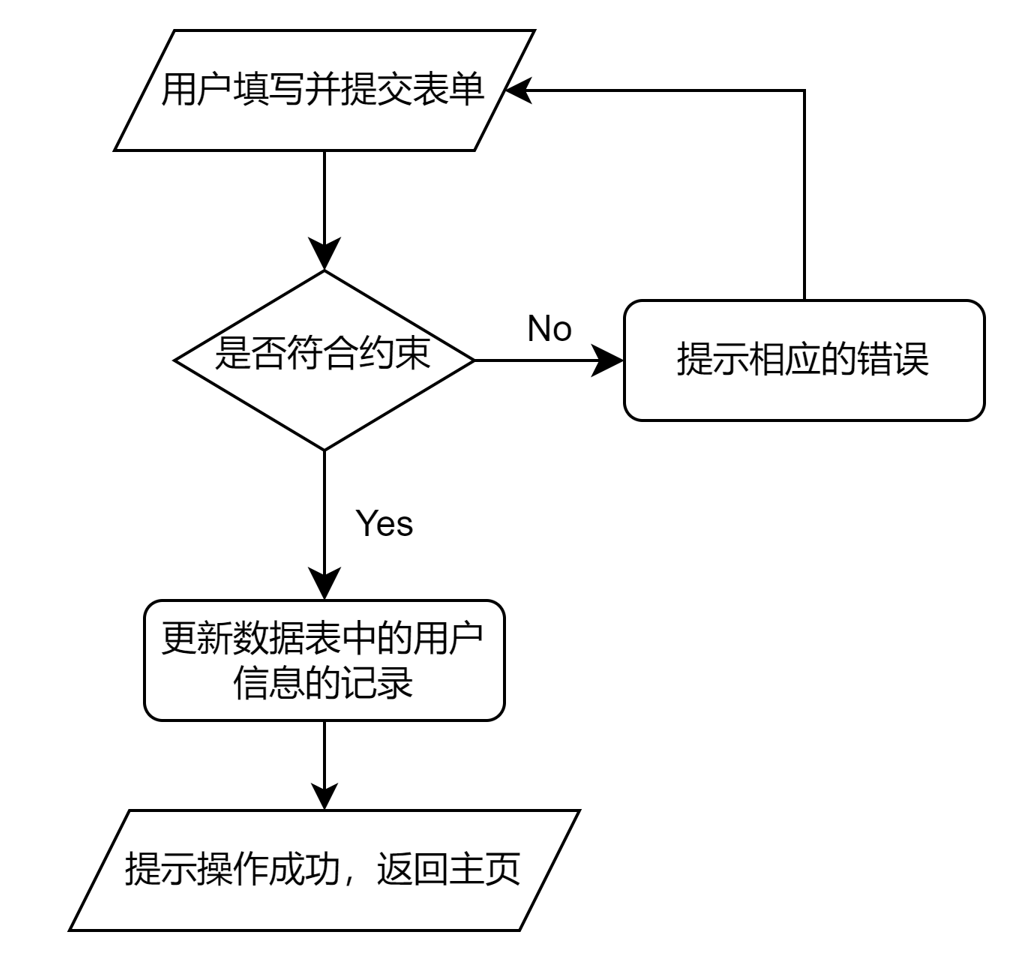 用户填写并提交表单
是否符合约束
No
提示相应的错误
Yes
更新数据表中的用户
信息的记录
提示操作成功，返回主页